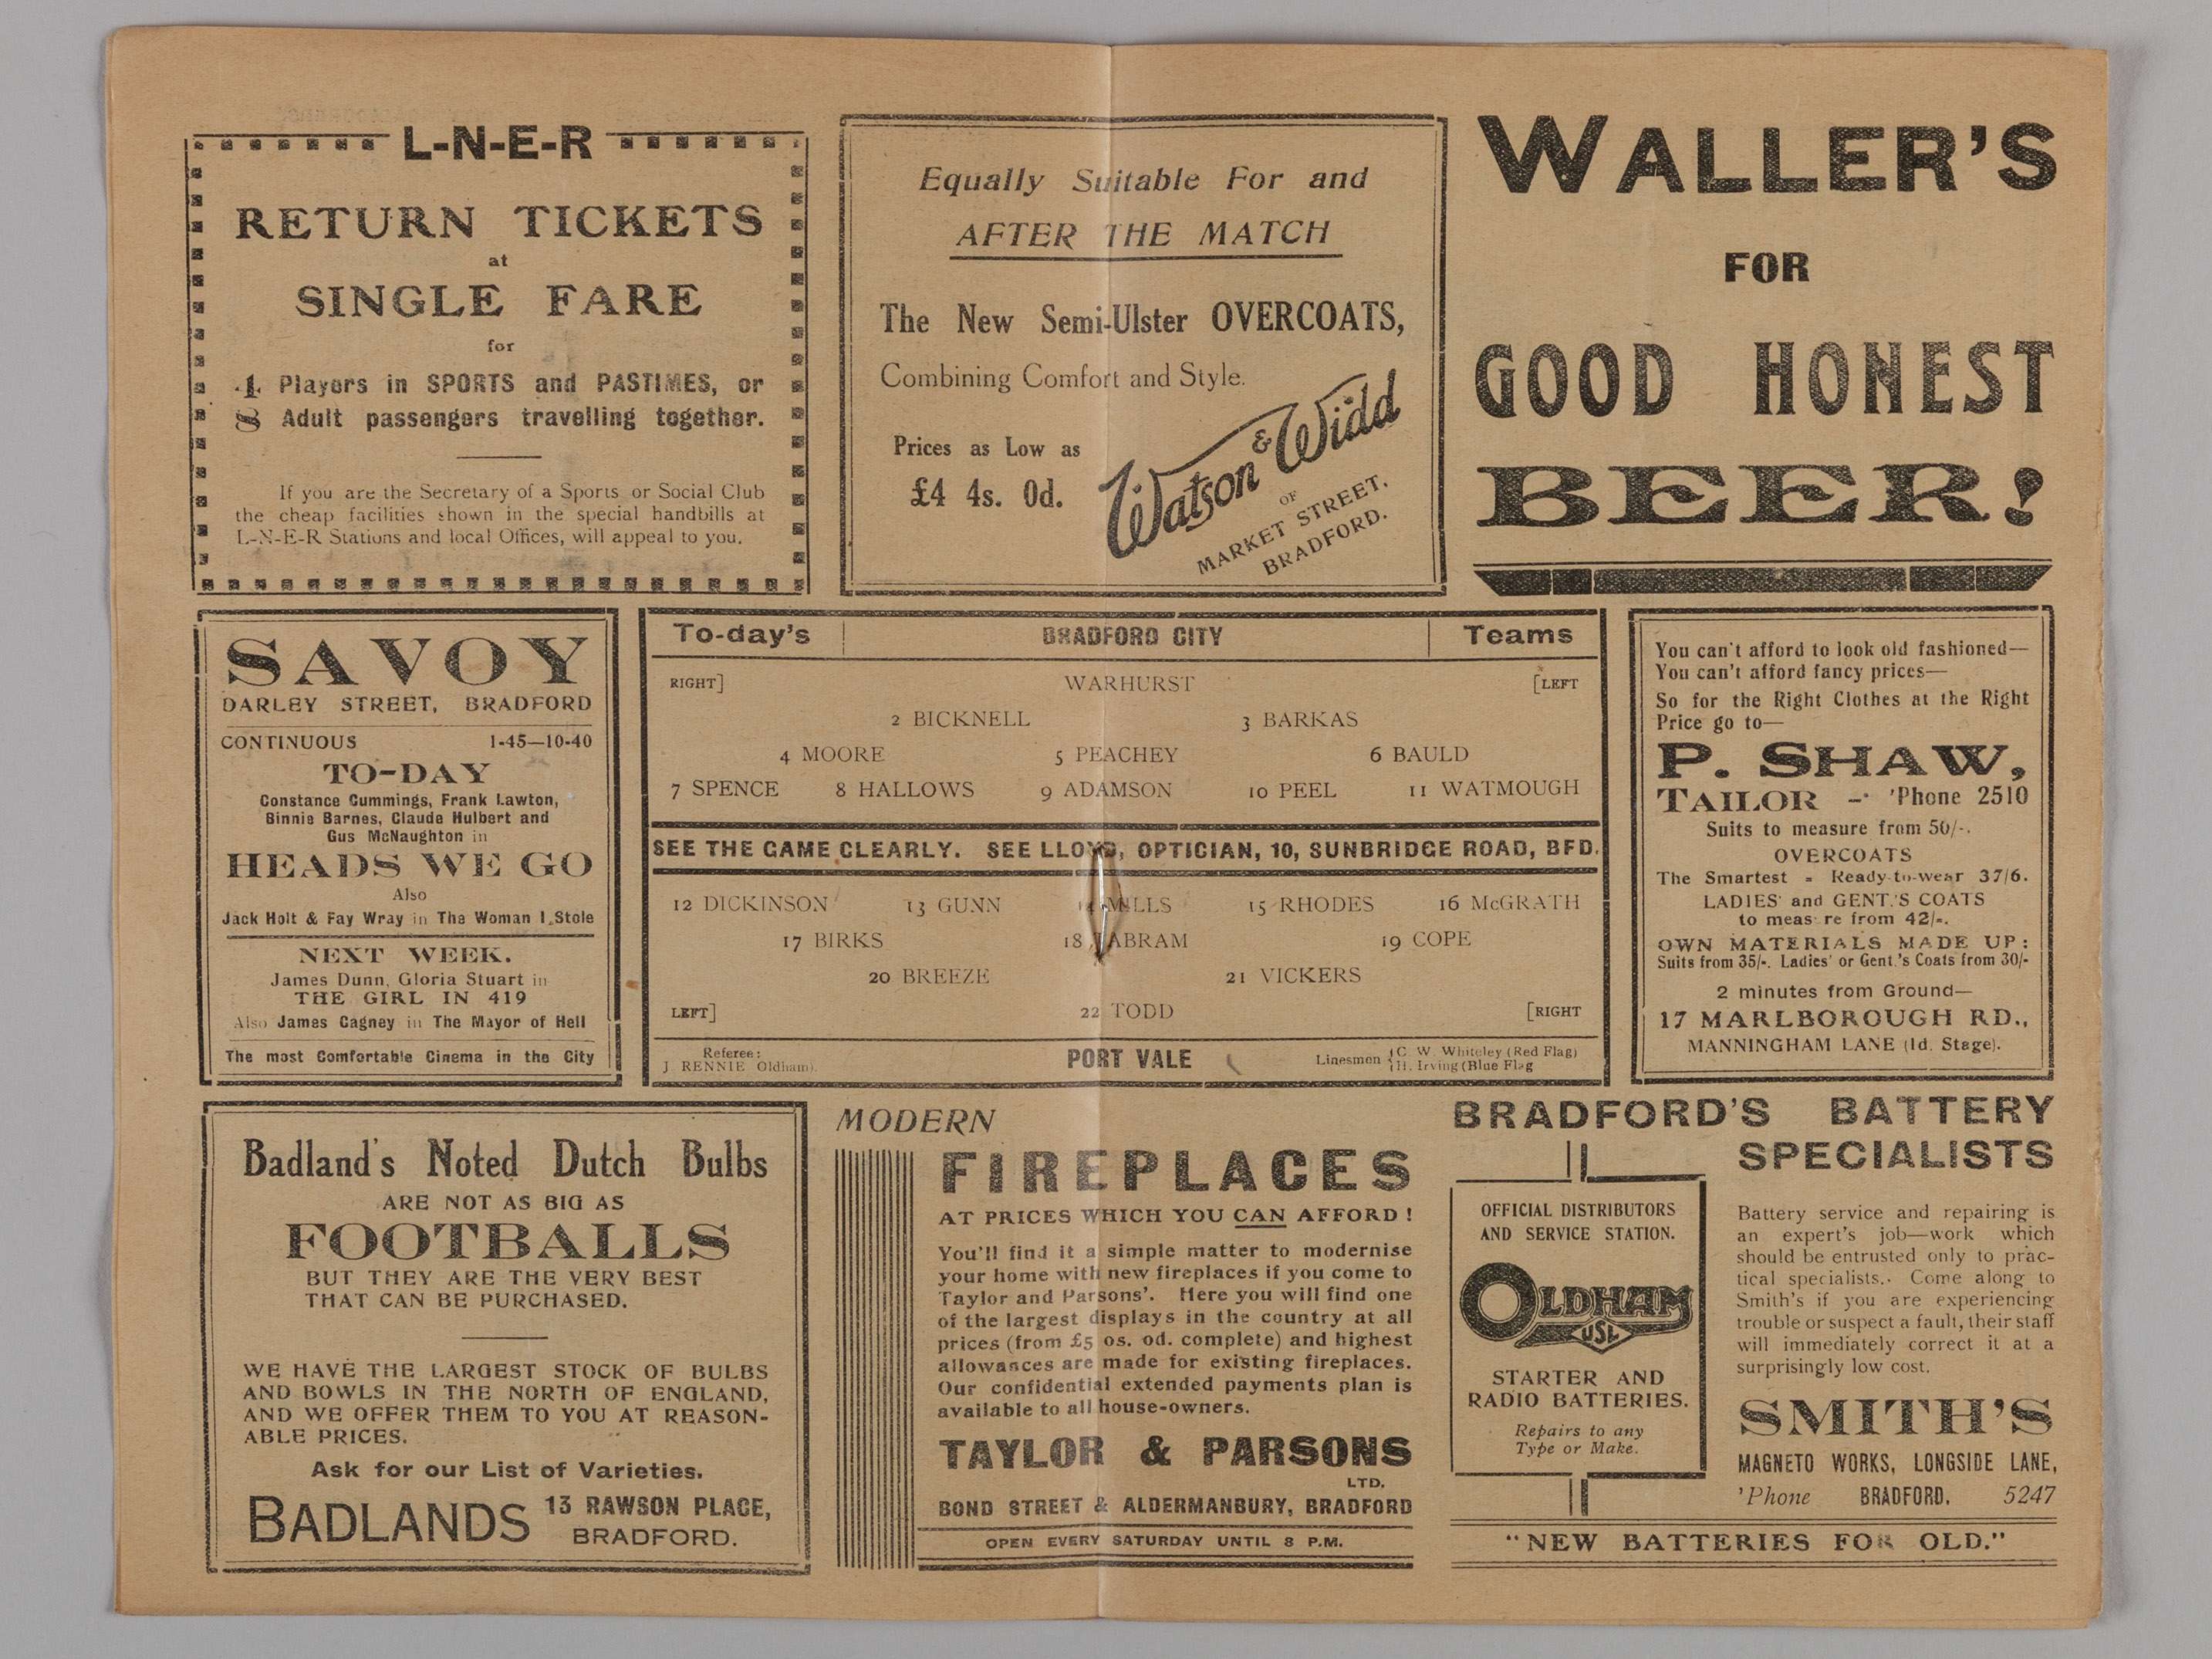 L-N-E-R
RETURN TICKETS
at
SINGLE FARE
for
4 Players in SPORTS and PASTIMES, or
8 Adult passengers travelling together.
If you are the Secretary of a Sports or Social Club
the cheap facilities shown in the special handbills at
L-N-E-R Stations and local Offices, will appeal to you.
Equally Suitable For and
AFTER THE MATCH
The New Semi-Ulster OVERCOATS,
Combining Comfort and Style.
Prices as Low as
£4 4s. 0d.
Watson & Widd
OF
MARKET STREET,
BRADFORD.
WALLER'S
FOR
GOOD HONEST
BEER!
SAVOY
DARLEY STREET, BRADFORD
CONTINUOUS 1-45—10-40
TO-DAY
Constance Cummings, Frank Lawton,
Binnie Barnes, Claude Hulbert and
Gus McNaughton in
HEADS WE GO
Also
Jack Holt & Fay Wray in The Woman I Stole
NEXT WEEK.
James Dunn, Gloria Stuart in
THE GIRL IN 419
Also James Cagney in The Mayor of Hell
The most Comfortable Cinema in the City
To-day's BRADFORD CITY Teams
RIGHT] WARHURST [LEFT
2 BICKNELL 3 BARKAS
4 MOORE 5 PEACHEY 6 BAULD
7 SPENCE 8 HALLOWS 9 ADAMSON 10 PEEL 11 WATMOUGH
SEE THE GAME CLEARLY. SEE LLOYD, OPTICIAN, 10, SUNBRIDGE ROAD, BFD.
12 DICKINSON 13 GUNN 14 MILLS 15 RHODES 16 McGRATH
17 BIRKS 18 JABRAM 19 COPE
20 BREEZE 21 VICKERS
LEFT] 22 TODD [RIGHT
Referee:
J. RENNIE Oldham).
PORT VALE
Linesmen {C. W. Whiteley (Red Flag)
{H. Irving (Blue Flag
You can't afford to look old fashioned—
You can't afford fancy prices—
So for the Right Clothes at the Right
Price go to—
P. SHAW,
TAILOR -· 'Phone 2510
Suits to measure from 50/-.
OVERCOATS
The Smartest - Ready-to-wear 37/6.
LADIES' and GENT.'S COATS
to meas re from 42/-.
OWN MATERIALS MADE UP:
Suits from 35/-. Ladies' or Gent.'s Coats from 30/-
2 minutes from Ground—
17 MARLBOROUGH RD.,
MANNINGHAM LANE (1d. Stage).
Badland's Noted Dutch Bulbs
ARE NOT AS BIG AS
FOOTBALLS
BUT THEY ARE THE VERY BEST
THAT CAN BE PURCHASED.
WE HAVE THE LARGEST STOCK OF BULBS
AND BOWLS IN THE NORTH OF ENGLAND,
AND WE OFFER THEM TO YOU AT REASON-
ABLE PRICES.
Ask for our List of Varieties.
BADLANDS 13 RAWSON PLACE,
BRADFORD.
MODERN
FIREPLACES
AT PRICES WHICH YOU CAN AFFORD!
You'll find it a simple matter to modernise
your home with new fireplaces if you come to
Taylor and Parsons'. Here you will find one
of the largest displays in the country at all
prices (from £5 os. od. complete) and highest
allowances are made for existing fireplaces.
Our confidential extended payments plan is
available to all house-owners.
TAYLOR & PARSONS
LTD.
BOND STREET & ALDERMANBURY, BRADFORD
OPEN EVERY SATURDAY UNTIL 8 P.M.
BRADFORD'S BATTERY
SPECIALISTS
OFFICIAL DISTRIBUTORS
AND SERVICE STATION.
OLDHAM
USL
STARTER AND
RADIO BATTERIES.
Repairs to any
Type or Make.
Battery service and repairing is
an expert's job—work which
should be entrusted only to prac-
tical specialists. Come along to
Smith's if you are experiencing
trouble or suspect a fault, their staff
will immediately correct it at a
surprisingly low cost.
SMITH'S
MAGNETO WORKS, LONGSIDE LANE,
'Phone BRADFORD. 5247
"NEW BATTERIES FOR OLD."